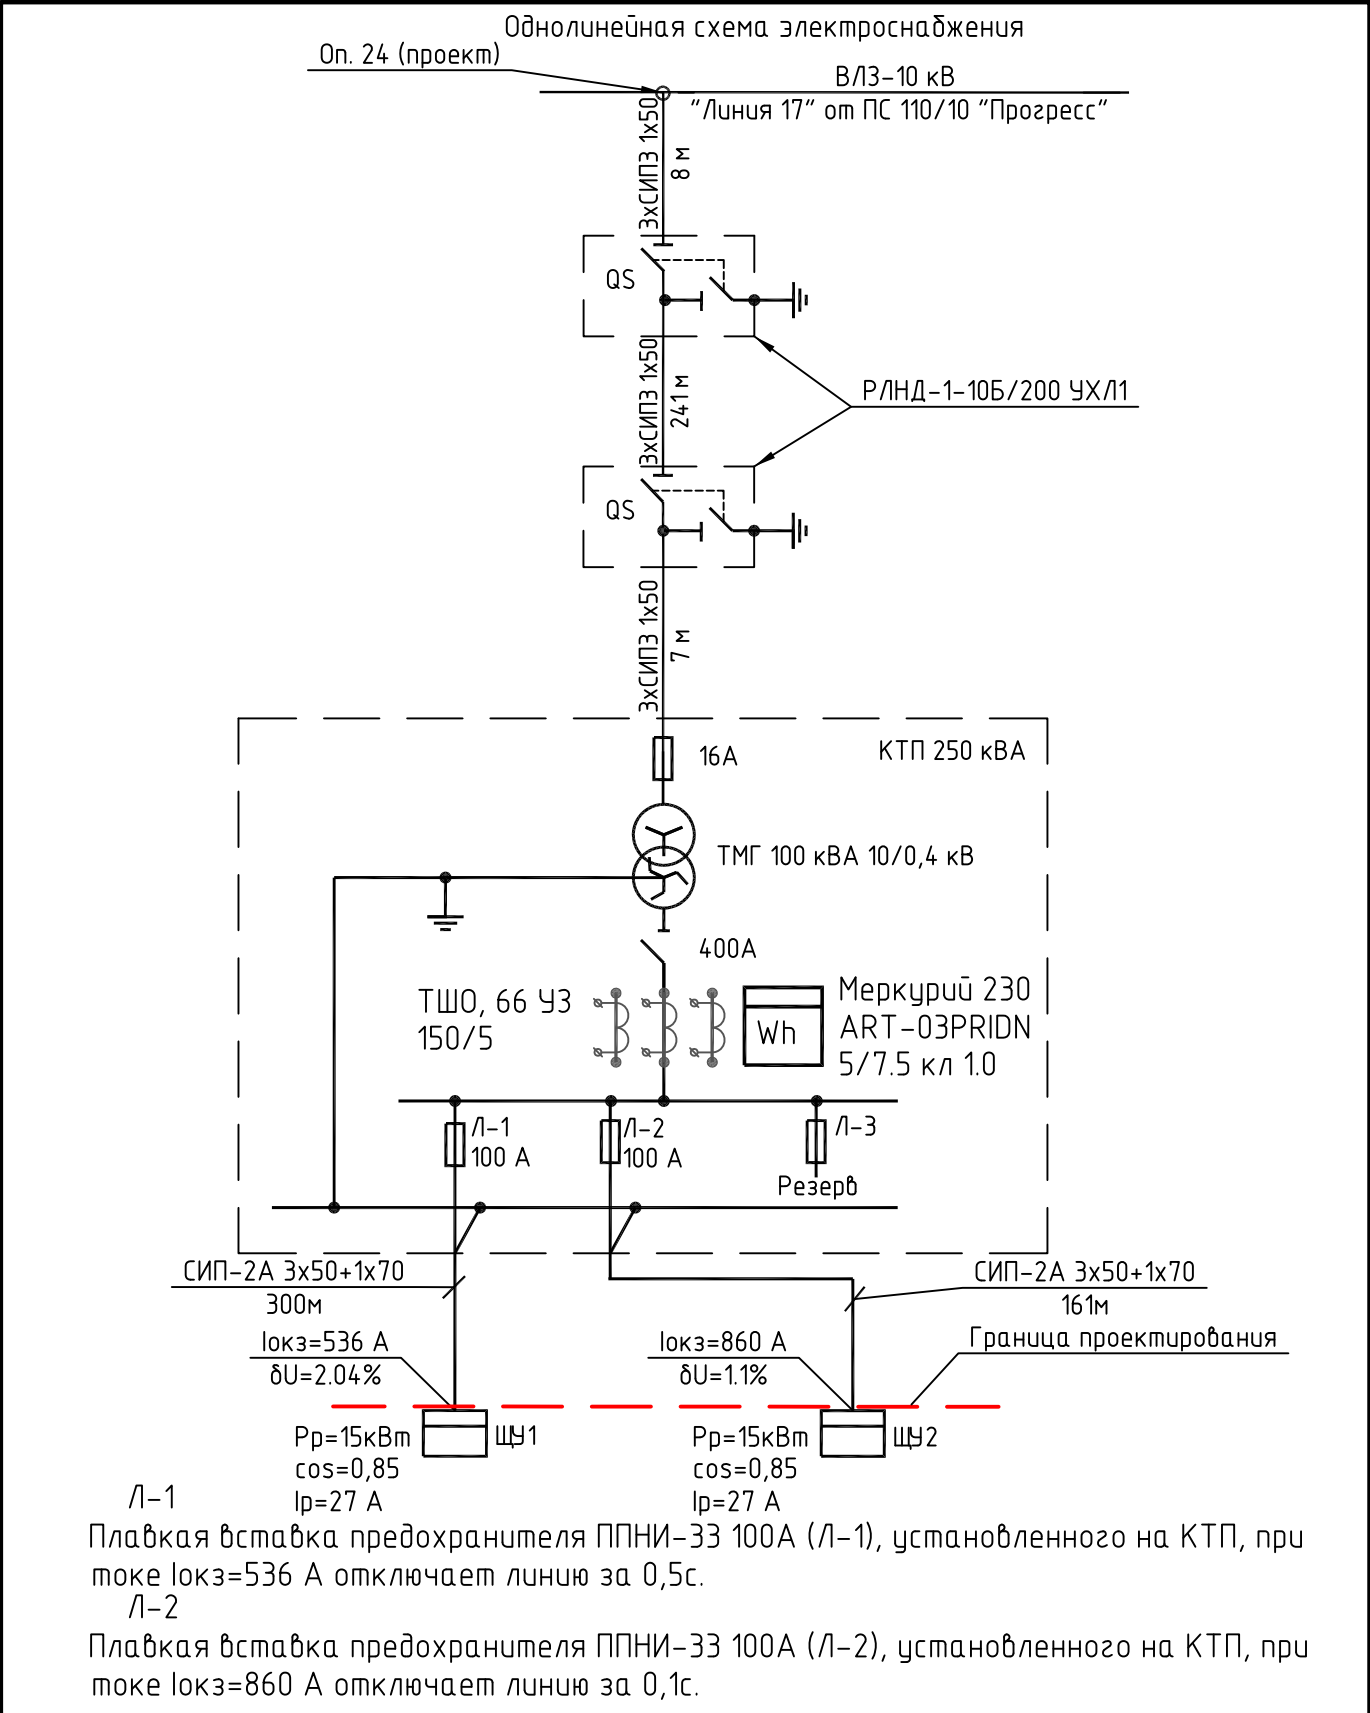 Однолинейная схема электроснабжения
Оп. 24 (проект)
ВЛЗ-10 кВ
"Линия 17" от ПС 110/10 "Прогресс"
3хСИП3 1х50
8 м
QS
3хСИП3 1х50
241 м
РЛНД-1-10Б/200 УХЛ1
QS
3хСИП3 1х50
7 м
16А
КТП 250 кВА
ТМГ 100 кВА 10/0,4 кВ
400А
ТШО, 66 У3
150/5
Wh
Меркурий 230
ART-03PRIDN
5/7.5 кл 1.0
Л-1
100 А
Л-2
100 А
Л-3
Резерв
СИП-2А 3х50+1х70
300м
СИП-2А 3х50+1х70
161м
Iокз=536 А
δU=2.04%
Iокз=860 А
δU=1.1%
Граница проектирования
Рр=15кВт
cos=0,85
Iр=27 А
ЩУ1
Рр=15кВт
cos=0,85
Iр=27 А
ЩУ2
Л-1
Плавкая вставка предохранителя ППНИ-33 100А (Л-1), установленного на КТП, при
токе Iокз=536 А отключает линию за 0,5с.
Л-2
Плавкая вставка предохранителя ППНИ-33 100А (Л-2), установленного на КТП, при
токе Iокз=860 А отключает линию за 0,1с.